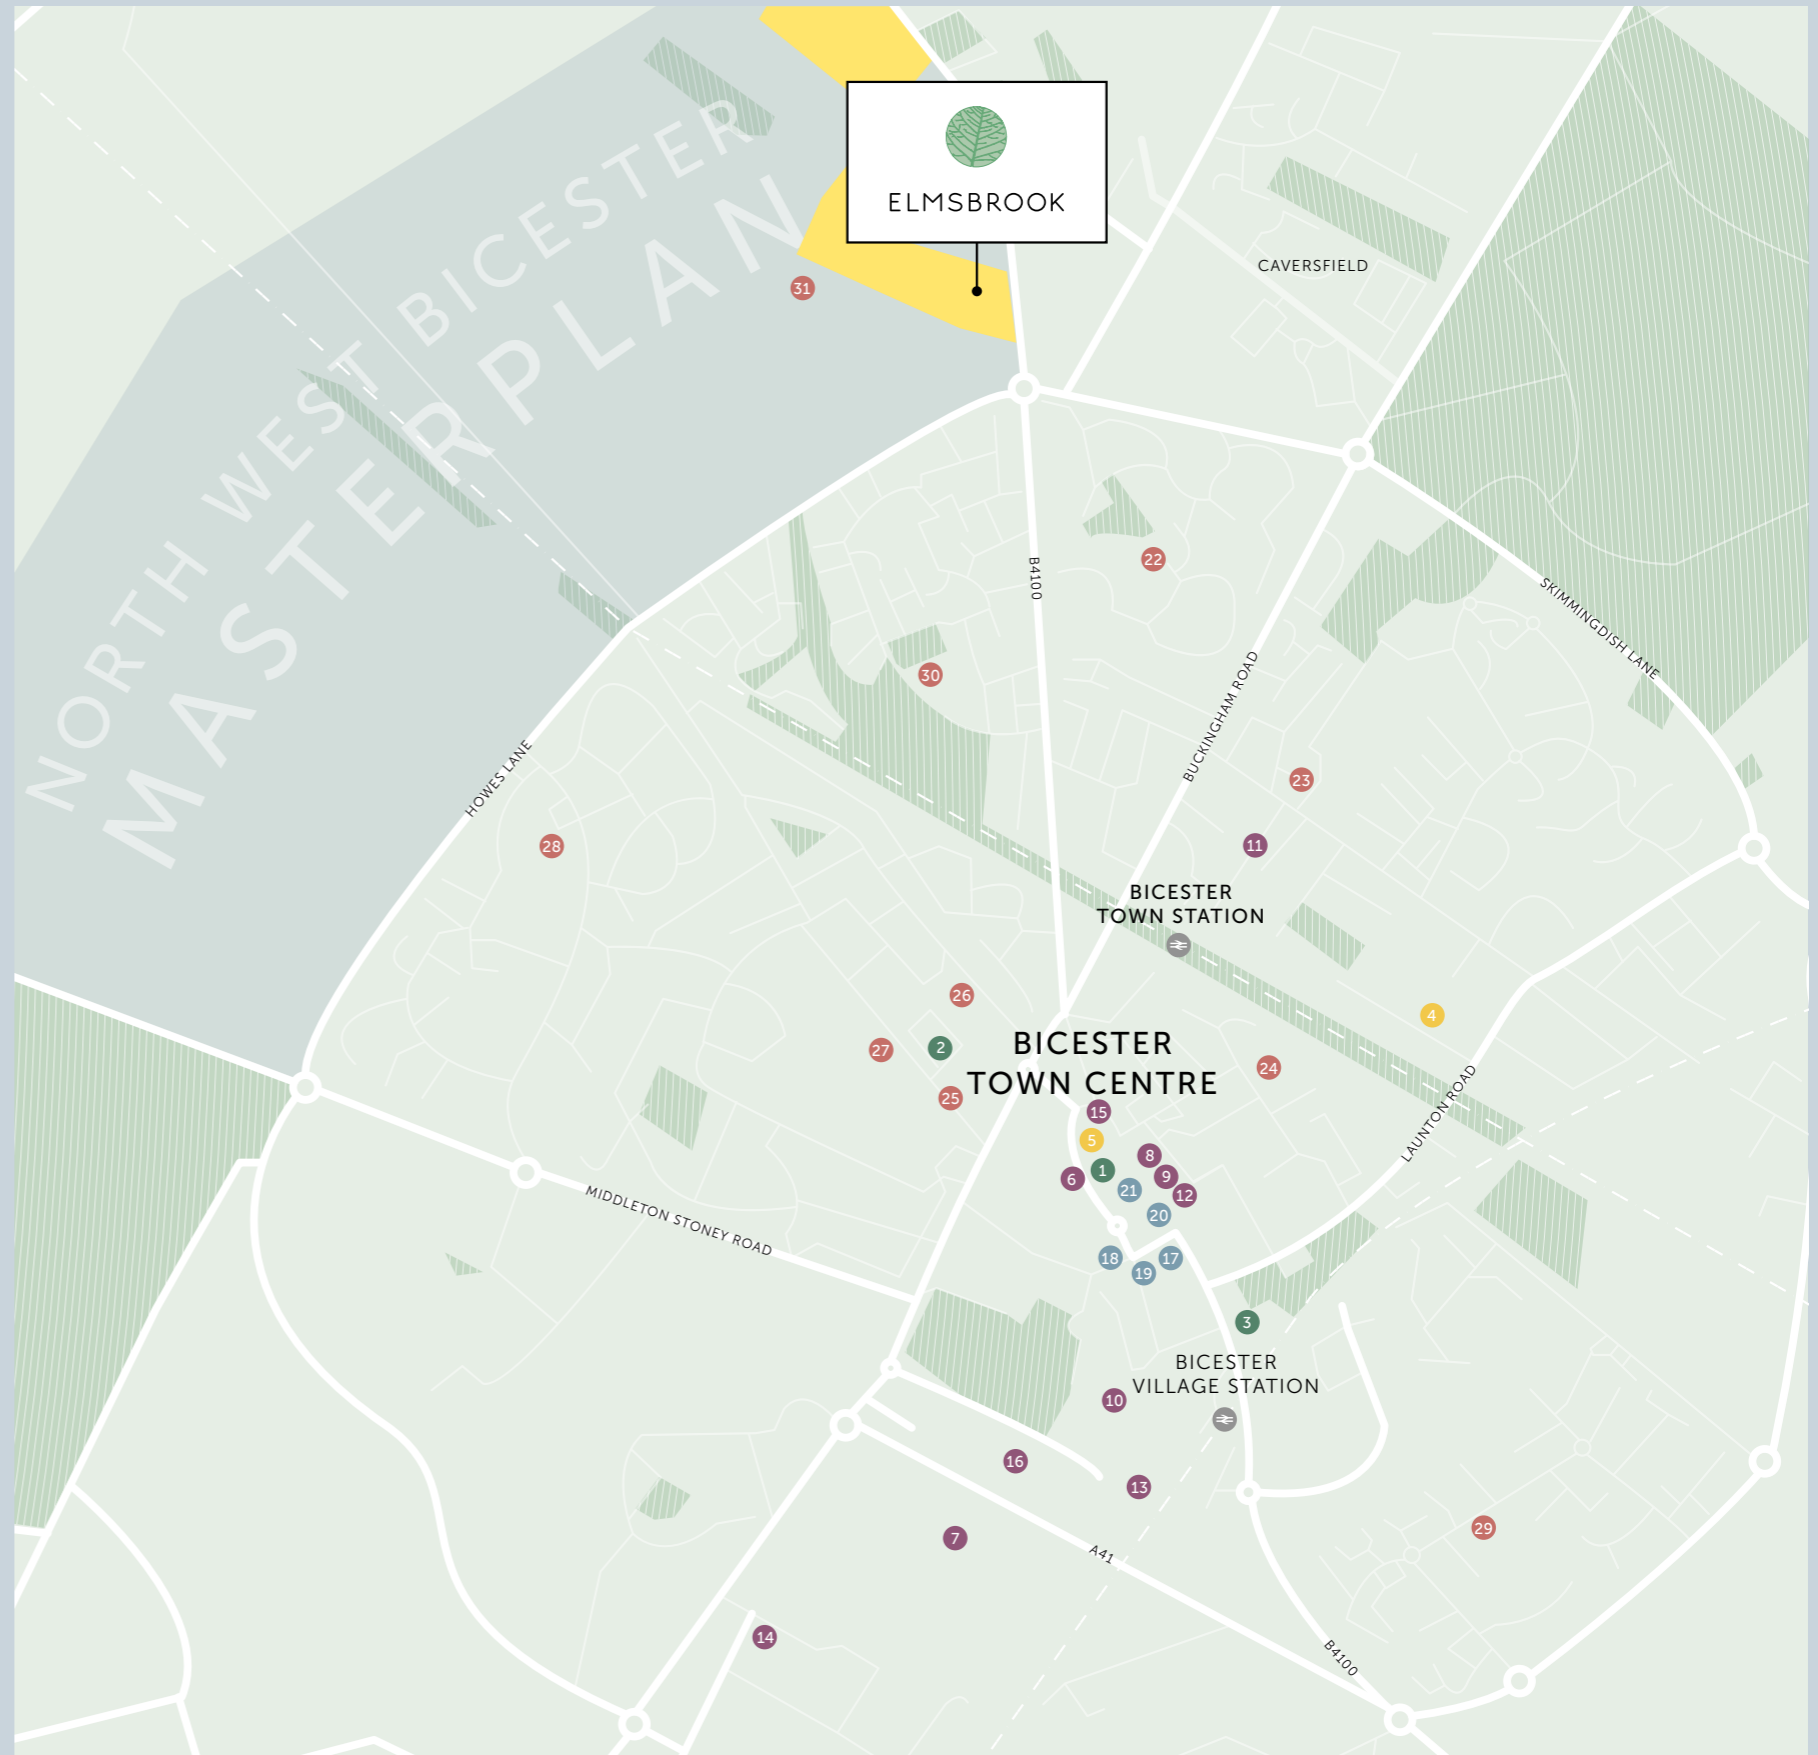 ELMSBROOK
NORTH WEST BICESTER
MASTERPLAN
CAVERSFIELD
31
B4100
22
SKIMMINGDISH LANE
30
BUCKINGHAM ROAD
HOWES LANE
23
28
11
BICESTER
TOWN STATION
26
4
27
2
BICESTER
TOWN CENTRE
24
25
15
LAUNTON ROAD
5
8
1
6
9
21
12
20
MIDDLETON STONEY ROAD
18
17
19
3
BICESTER
VILLAGE STATION
10
16
13
29
7
A41
14
B4100